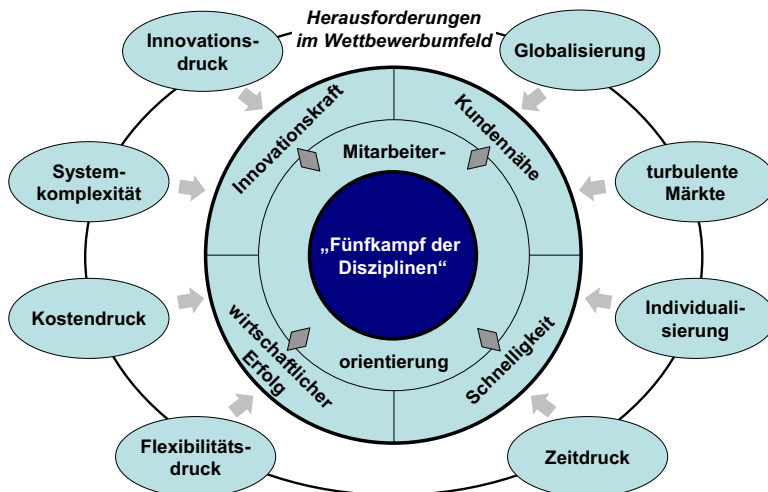 Herausforderungen
im Wettbewerbumfeld
Innovations-
druck
Globalisierung
System-
komplexität
turbulente
Märkte
Kostendruck
Individuali-
sierung
Flexibilitäts-
druck
Zeitdruck
Innovationskraft
Kundennähe
Mitarbeiter-
„Fünfkampf der
Disziplinen“
orientierung
wirtschaftlicher
Erfolg
Schnelligkeit